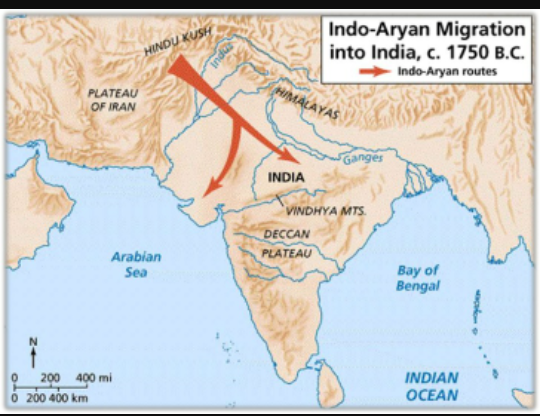 Indo-Aryan Migration
into India, c. 1750 B.C.
Indo-Aryan routes
HINDU KUSH
Indus
PLATEAU
OF IRAN
HIMALAYAS
Ganges
INDIA
VINDHYA MTS.
DECCAN
PLATEAU
Arabian
Sea
Bay of
Bengal
N
0 200 400 mi
0 200 400 km
INDIAN
OCEAN